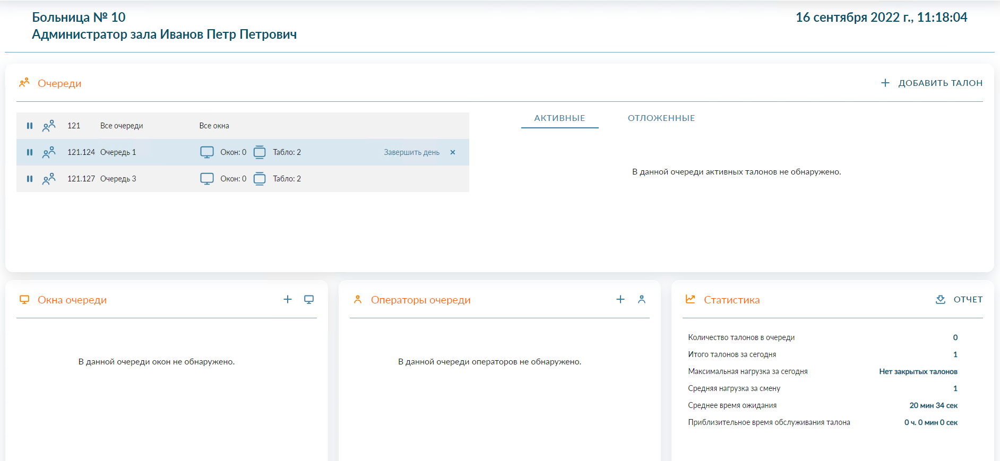 Больница № 10
Администратор зала Иванов Петр Петрович
16 сентября 2022 г., 11:18:04
Очереди
ДОБАВИТЬ ТАЛОН
121 Все очереди Все окна
121.124 Очередь 1 Окон: 0 Табло: 2 Завершить день
121.127 Очередь 3 Окон: 0 Табло: 2
АКТИВНЫЕ ОТЛОЖЕННЫЕ
В данной очереди активных талонов не обнаружено.
Окна очереди
В данной очереди окон не обнаружено.
Операторы очереди
В данной очереди операторов не обнаружено.
Статистика
ОТЧЕТ
Количество талонов в очереди 0
Итого талонов за сегодня 1
Максимальная нагрузка за сегодня Нет закрытых талонов
Средняя нагрузка за смену 1
Среднее время ожидания 20 мин 34 сек
Приблизительное время обслуживания талона 0 ч. 0 мин 0 сек